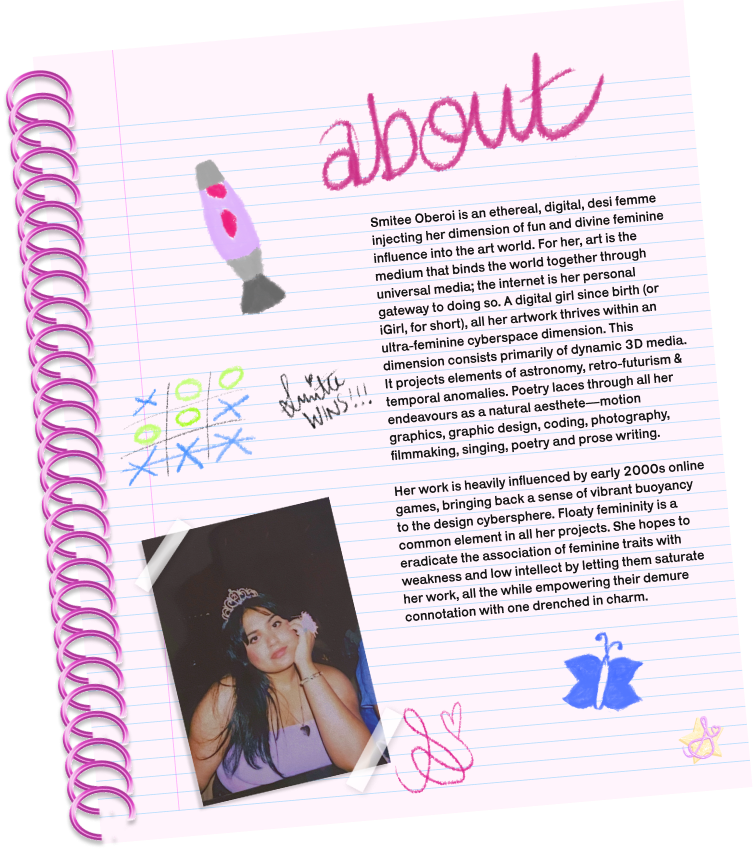 about
Smitee Oberoi is an ethereal, digital, desi femme
injecting her dimension of fun and divine feminine
influence into the art world. For her, art is the
medium that binds the world together through
universal media; the internet is her personal
gateway to doing so. A digital girl since birth (or
iGirl, for short), all her artwork thrives within an
ultra-feminine cyberspace dimension. This
dimension consists primarily of dynamic 3D media.
It projects elements of astronomy, retro-futurism &
temporal anomalies. Poetry laces through all her
endeavours as a natural aesthete—motion
graphics, graphic design, coding, photography,
filmmaking, singing, poetry and prose writing.
X O O
O O X
X X X
WINS!!!
Her work is heavily influenced by early 2000s online
games, bringing back a sense of vibrant buoyancy
to the design cybersphere. Floaty femininity is a
common element in all her projects. She hopes to
eradicate the association of feminine traits with
weakness and low intellect by letting them saturate
her work, all the while empowering their demure
connotation with one drenched in charm.
S
S